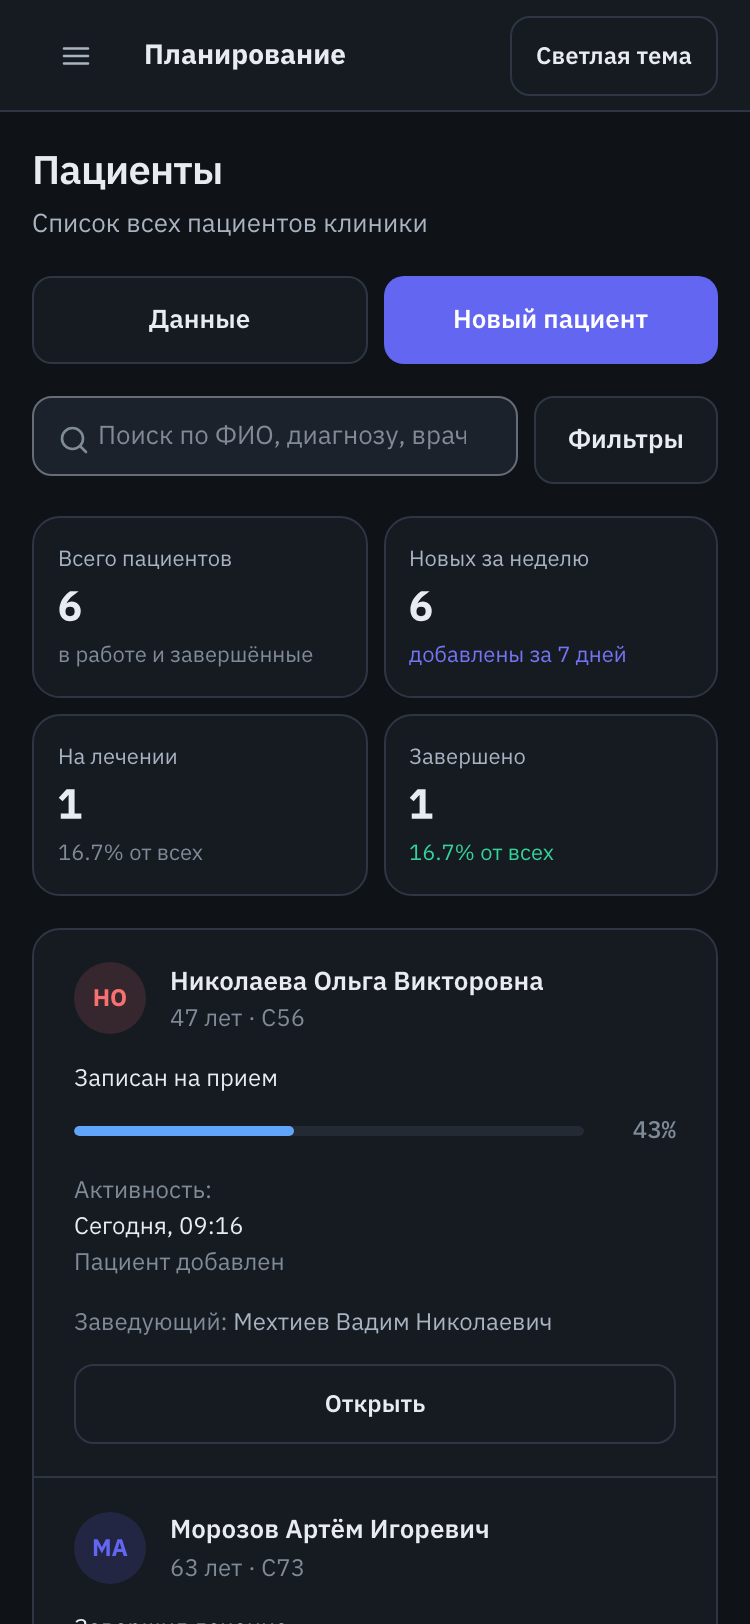 Планирование
Светлая тема
Пациенты
Список всех пациентов клиники
Данные
Новый пациент
Поиск по ФИО, диагнозу, врач
Фильтры
Всего пациентов
6
в работе и завершённые
Новых за неделю
6
добавлены за 7 дней
На лечении
1
16.7% от всех
Завершено
1
16.7% от всех
НО
Николаева Ольга Викторовна
47 лет · C56
Записан на прием
43%
Активность:
Сегодня, 09:16
Пациент добавлен
Заведующий: Мехтиев Вадим Николаевич
Открыть
МА
Морозов Артём Игоревич
63 лет · C73